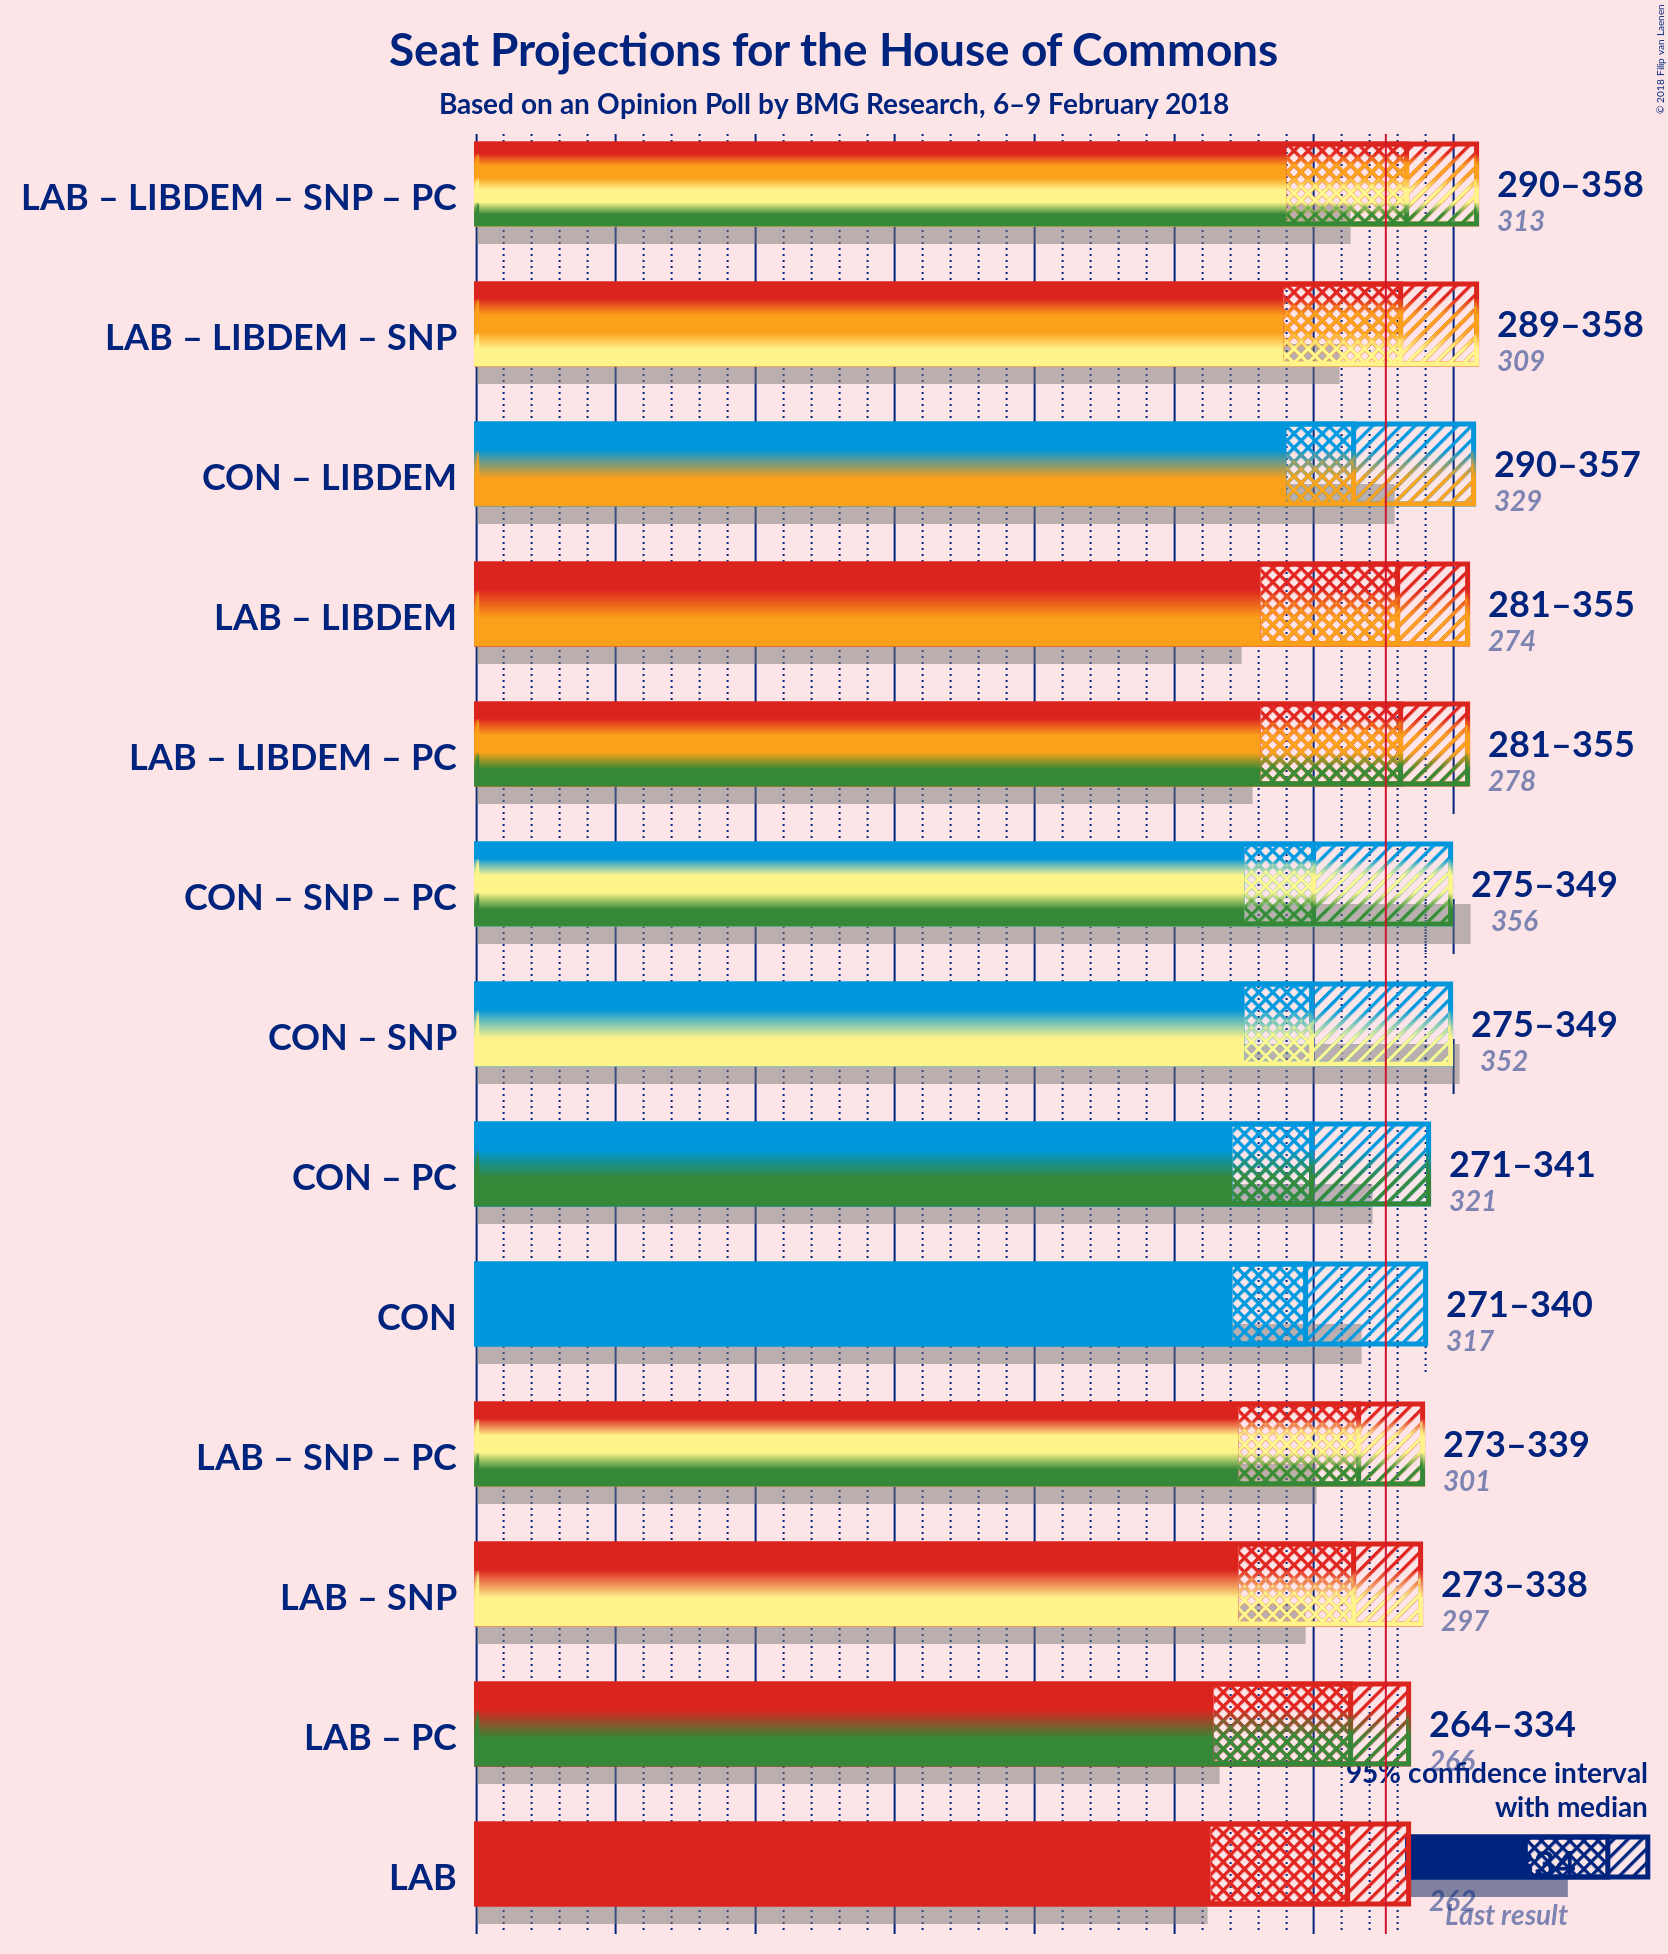 Seat Projections for the House of Commons
Based on an Opinion Poll by BMG Research, 6–9 February 2018
© 2018 Filip van Laenen
LAB – LIBDEM – SNP – PC
290–358
313
LAB – LIBDEM – SNP
289–358
309
CON – LIBDEM
290–357
329
LAB – LIBDEM
281–355
274
LAB – LIBDEM – PC
281–355
278
CON – SNP – PC
275–349
356
CON – SNP
275–349
352
CON – PC
271–341
321
CON
271–340
317
LAB – SNP – PC
273–339
301
LAB – SNP
273–338
297
LAB – PC
264–334
266
95% confidence interval
with median
LAB
262
Last result